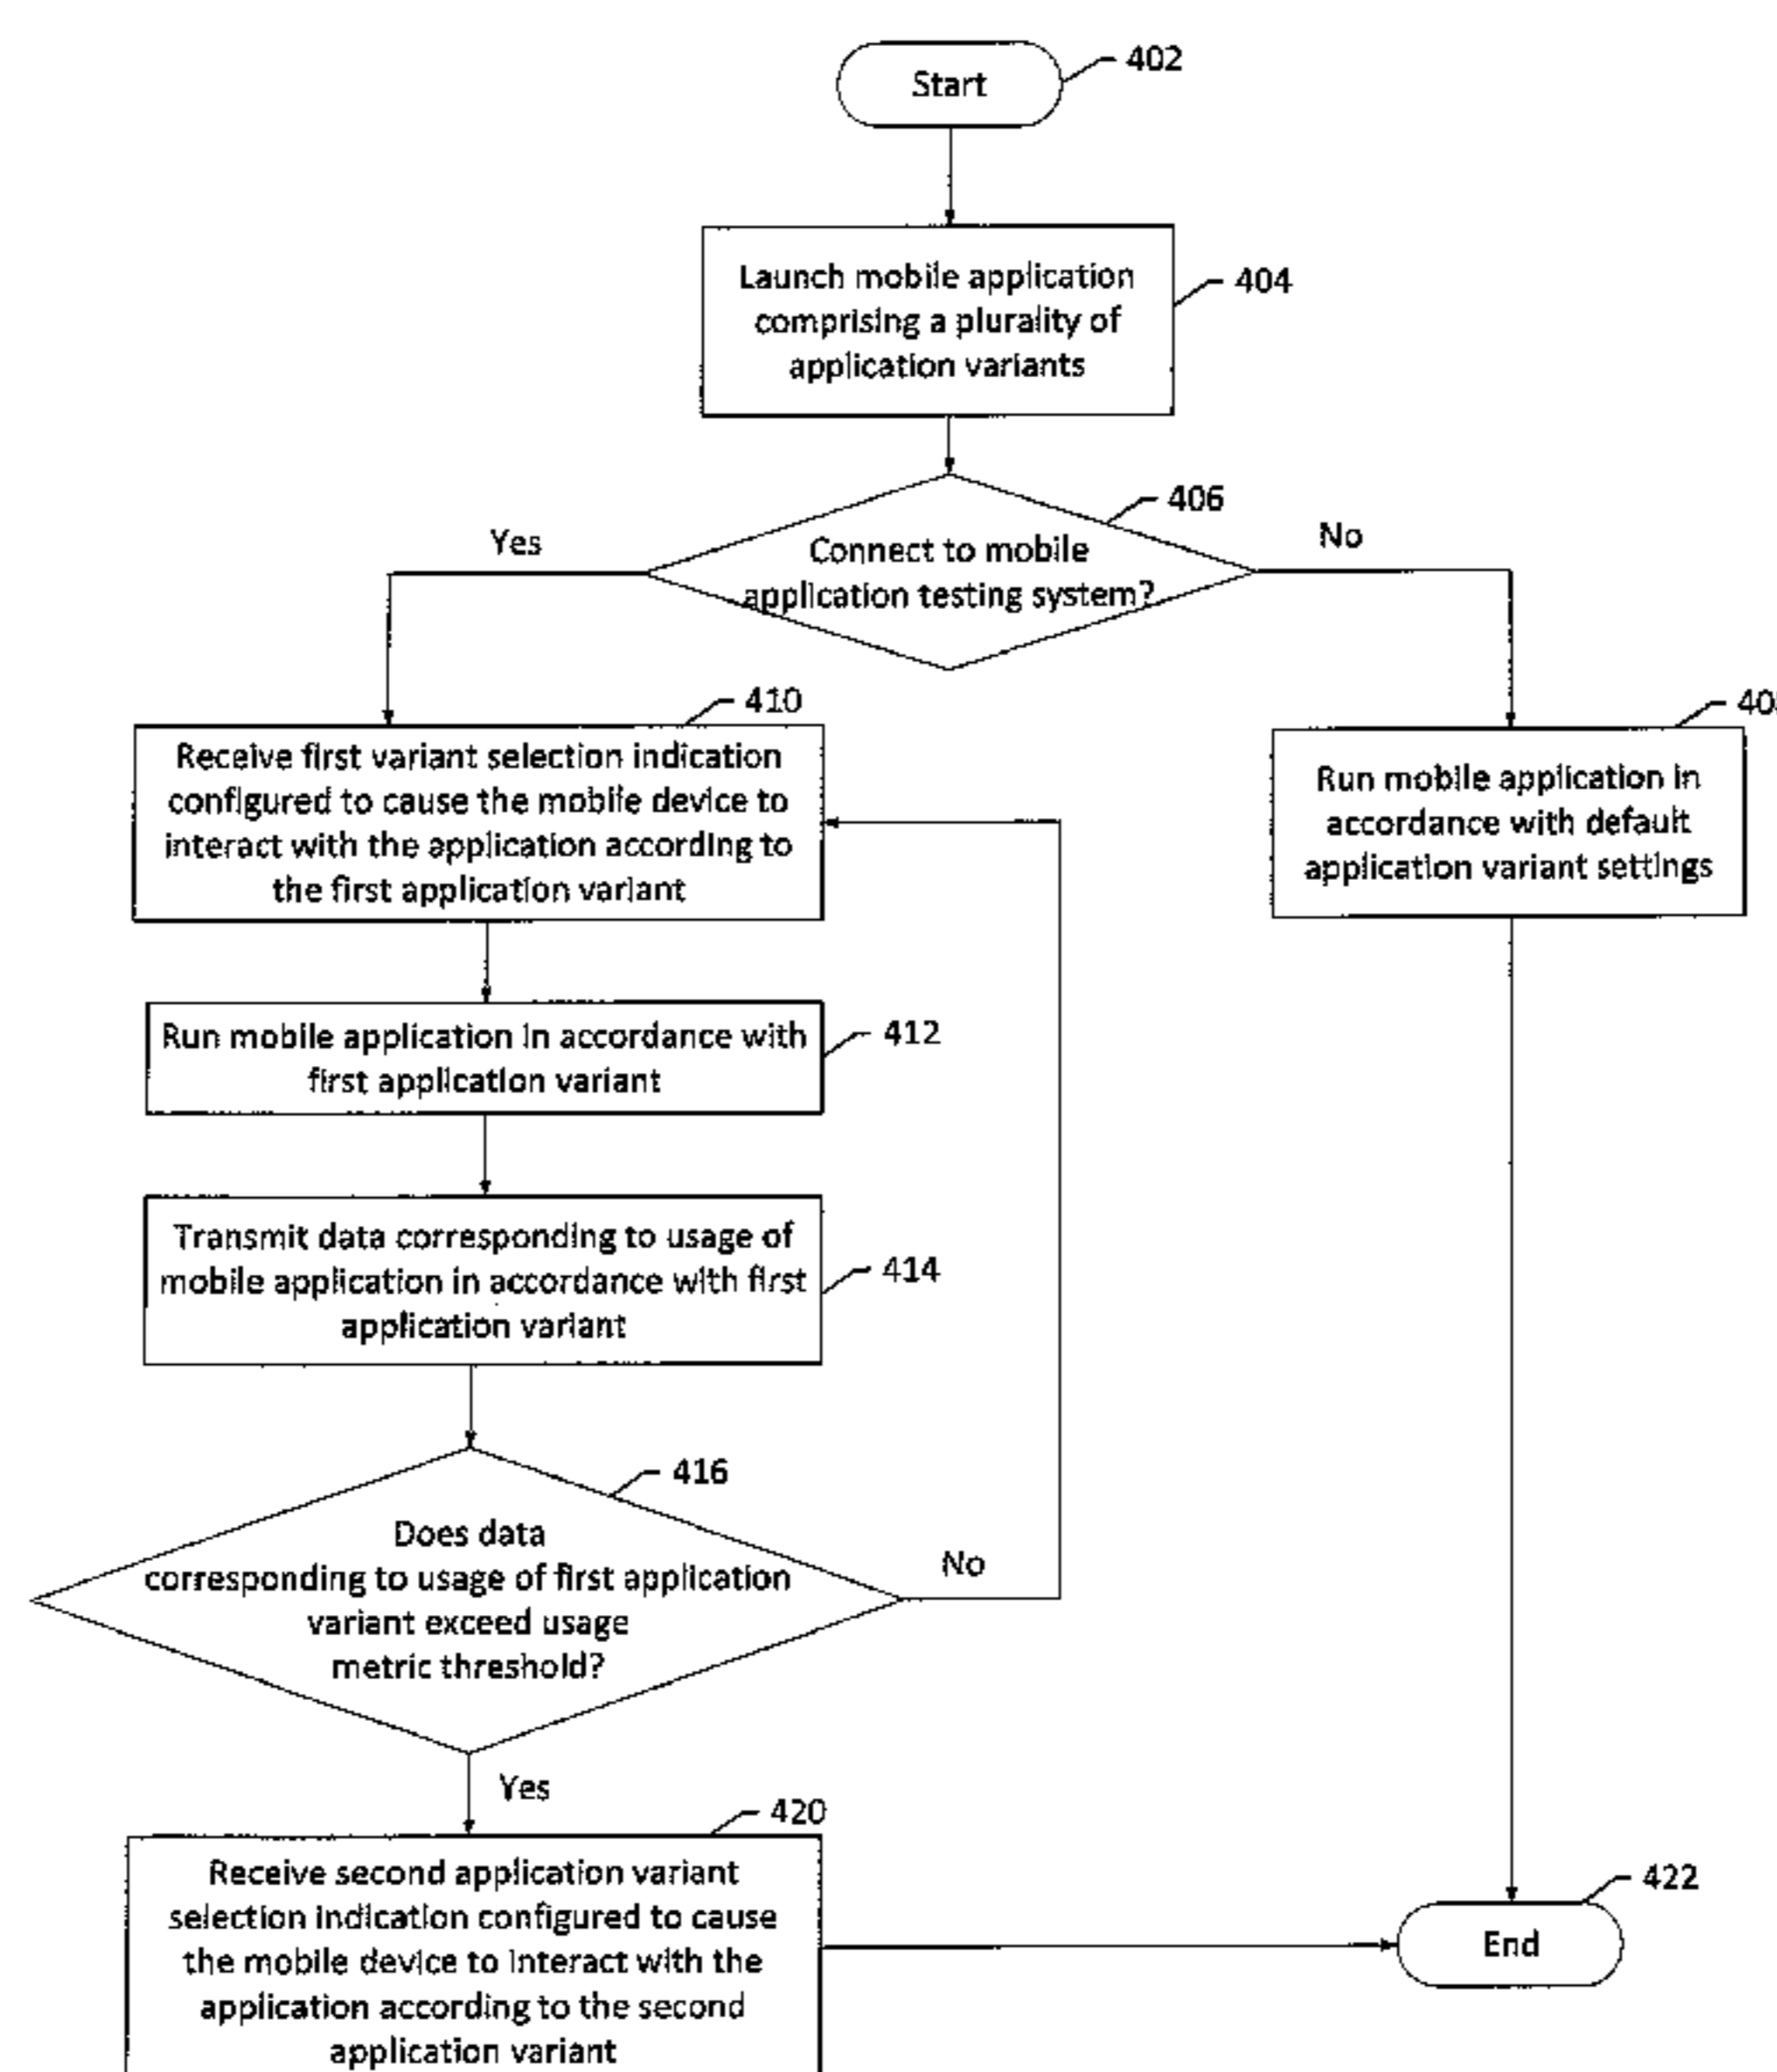 Start
402
Launch mobile application
comprising a plurality of
application variants
404
406
Yes
Connect to mobile
application testing system?
No
410
Receive first variant selection indication
configured to cause the mobile device to
interact with the application according to
the first application variant
Run mobile application in
accordance with default
application variant settings
Run mobile application in accordance with
first application variant
412
Transmit data corresponding to usage of
mobile application in accordance with first
application variant
414
416
Does data
corresponding to usage of first application
variant exceed usage
metric threshold?
No
Yes
420
Receive second application variant
selection indication configured to cause
the mobile device to interact with the
application according to the second
application variant
422
End